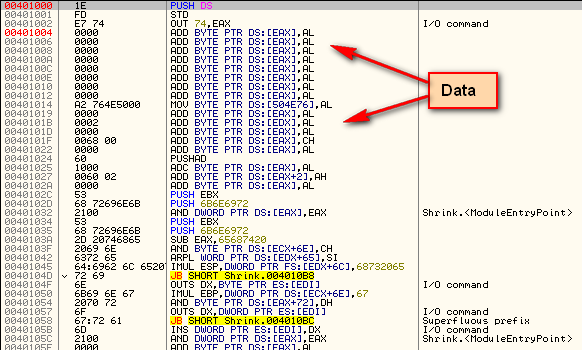 00401000 1E PUSH DS
00401001 FD STD
00401002 E7 74 OUT 74,EAX I/O command
00401004 0000 ADD BYTE PTR DS:[EAX],AL
00401006 0000 ADD BYTE PTR DS:[EAX],AL
00401008 0000 ADD BYTE PTR DS:[EAX],AL
0040100A 0000 ADD BYTE PTR DS:[EAX],AL
0040100C 0000 ADD BYTE PTR DS:[EAX],AL
0040100E 0000 ADD BYTE PTR DS:[EAX],AL
00401010 0000 ADD BYTE PTR DS:[EAX],AL
00401012 0000 ADD BYTE PTR DS:[EAX],AL
Data
00401014 A2 764E5000 MOV BYTE PTR DS:[504E76],AL
00401019 0000 ADD BYTE PTR DS:[EAX],AL
0040101B 0002 ADD BYTE PTR DS:[EDX],AL
0040101D 0000 ADD BYTE PTR DS:[EAX],AL
0040101F 0068 00 ADD BYTE PTR DS:[EAX],CH
00401022 0000 ADD BYTE PTR DS:[EAX],AL
00401024 60 PUSHAD
00401025 1000 ADC BYTE PTR DS:[EAX],AL
00401027 0060 02 ADD BYTE PTR DS:[EAX+2],AH
0040102A 0000 ADD BYTE PTR DS:[EAX],AL
0040102C 53 PUSH EBX
0040102D 68 72696E6B PUSH 6B6E6972
00401032 2100 AND DWORD PTR DS:[EAX],EAX Shrink.<ModuleEntryPoint>
00401034 53 PUSH EBX
00401035 68 72696E6B PUSH 6B6E6972
0040103A 2D 20746865 SUB EAX,65687420
0040103F 2069 6E AND BYTE PTR DS:[ECX+6E],CH
00401042 6372 65 ARPL WORD PTR DS:[EDX+65],SI
00401045 64:6962 6C 6520 IMUL ESP,DWORD PTR FS:[EDX+6C],68732065
0040104D 72 69 JB SHORT Shrink.004010B8
0040104F 6E OUTS DX,BYTE PTR ES:[EDI] I/O command
00401050 6B69 6E 67 IMUL EBP,DWORD PTR DS:[ECX+6E],67
00401054 2070 72 AND BYTE PTR DS:[EAX+72],DH
00401057 6F OUTS DX,DWORD PTR ES:[EDI] I/O command
00401058 67:72 61 JB SHORT Shrink.004010BC Superfluous prefix
0040105B 6D INS DWORD PTR ES:[EDI],DX I/O command
0040105C 2100 AND DWORD PTR DS:[EAX],EAX Shrink.<ModuleEntryPoint>
0040105E 0000 ADD BYTE PTR DS:[EAX],AL